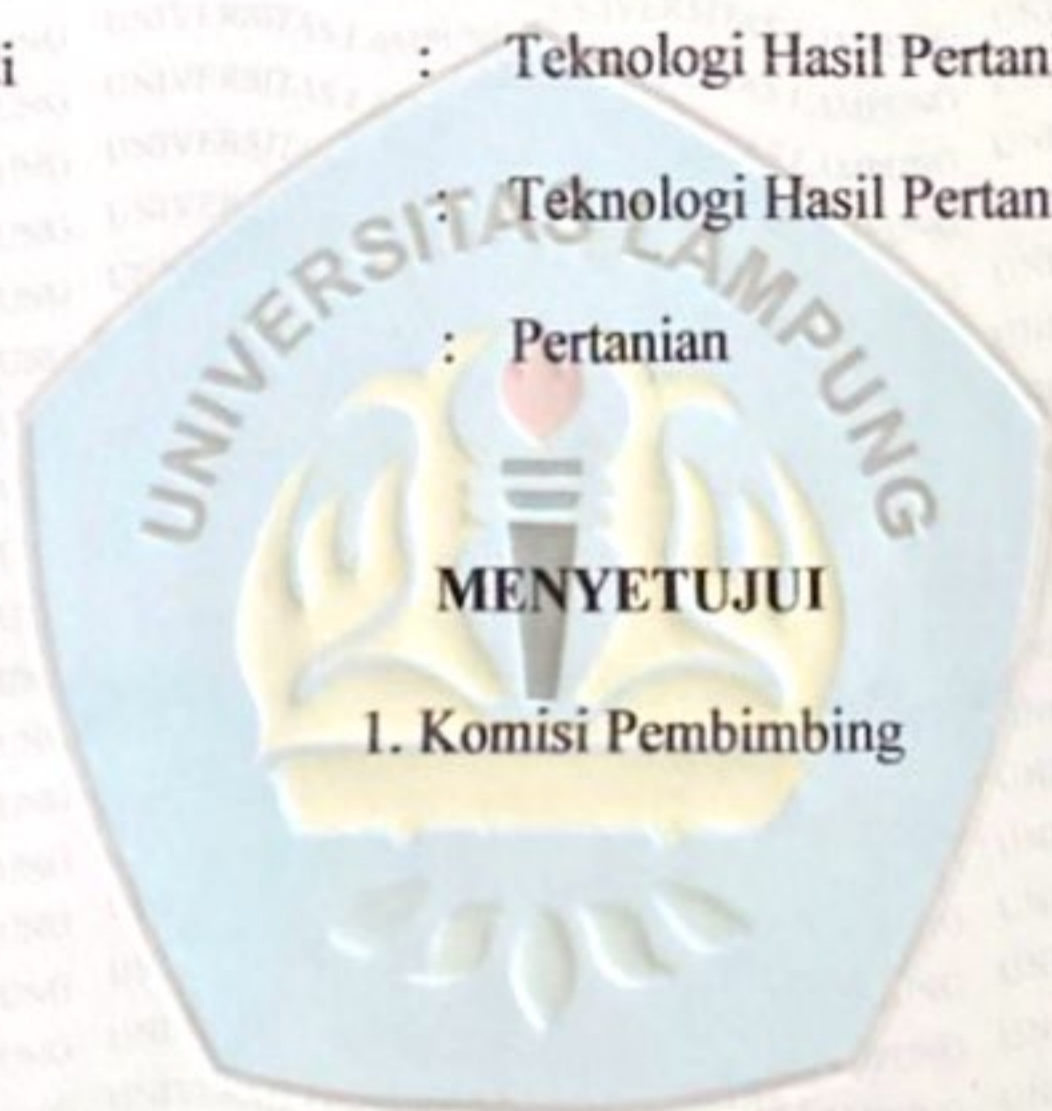 i : Teknologi Hasil Pertan
: Teknologi Hasil Pertan
: Pertanian
UNIVERSITAS LAMPUNG
MENYETUJUI
1. Komisi Pembimbing